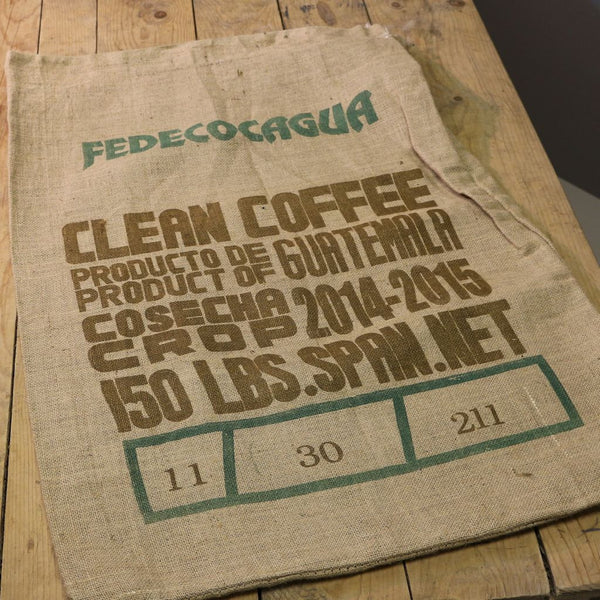 FEDECOCAGUA
CLEAN COFFEE
PRODUCTO DE
PRODUCT OF GUATEMALA
COSECHA
CROP 2014-2015
150 LBS.SPAN.NET
11 30 211